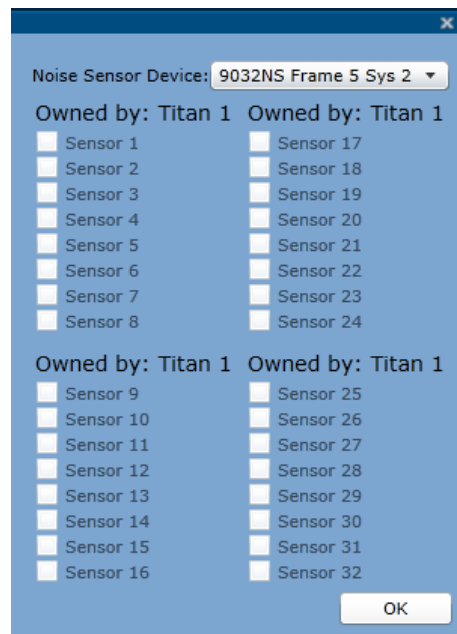 ×
Noise Sensor Device: 9032NS Frame 5 Sys 2
Owned by: Titan 1
Sensor 1
Sensor 2
Sensor 3
Sensor 4
Sensor 5
Sensor 6
Sensor 7
Sensor 8
Owned by: Titan 1
Sensor 17
Sensor 18
Sensor 19
Sensor 20
Sensor 21
Sensor 22
Sensor 23
Sensor 24
Owned by: Titan 1
Sensor 9
Sensor 10
Sensor 11
Sensor 12
Sensor 13
Sensor 14
Sensor 15
Sensor 16
Owned by: Titan 1
Sensor 25
Sensor 26
Sensor 27
Sensor 28
Sensor 29
Sensor 30
Sensor 31
Sensor 32
OK